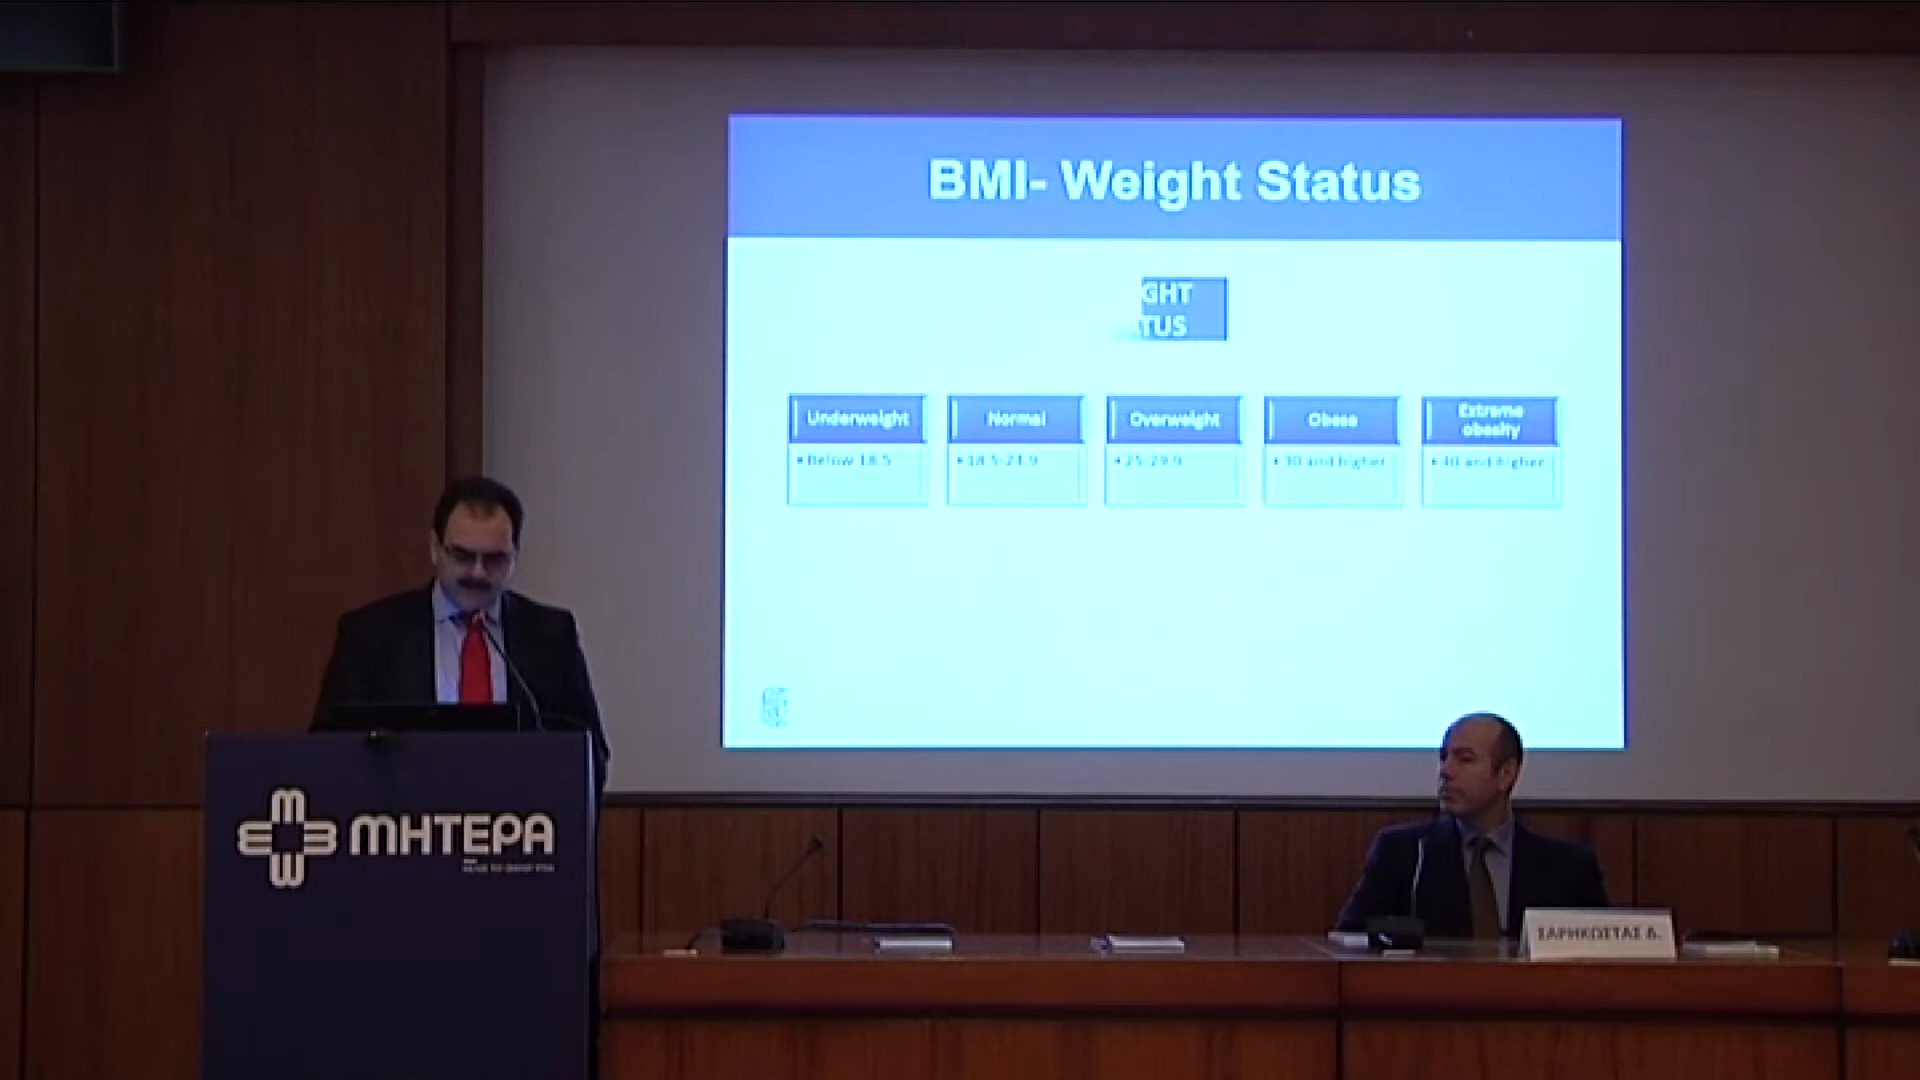 BMI- Weight Status
GHT
TUS
Underweight
• Below 18.5
Normal
• 18.5-24.9
Overweight
• 25-29.9
Obese
• 30 and higher
Extreme
obesity
• 40 and higher
ΜΗΤΕΡΑ
ΣΑΡΗΚΩΣΤΑΣ Δ.